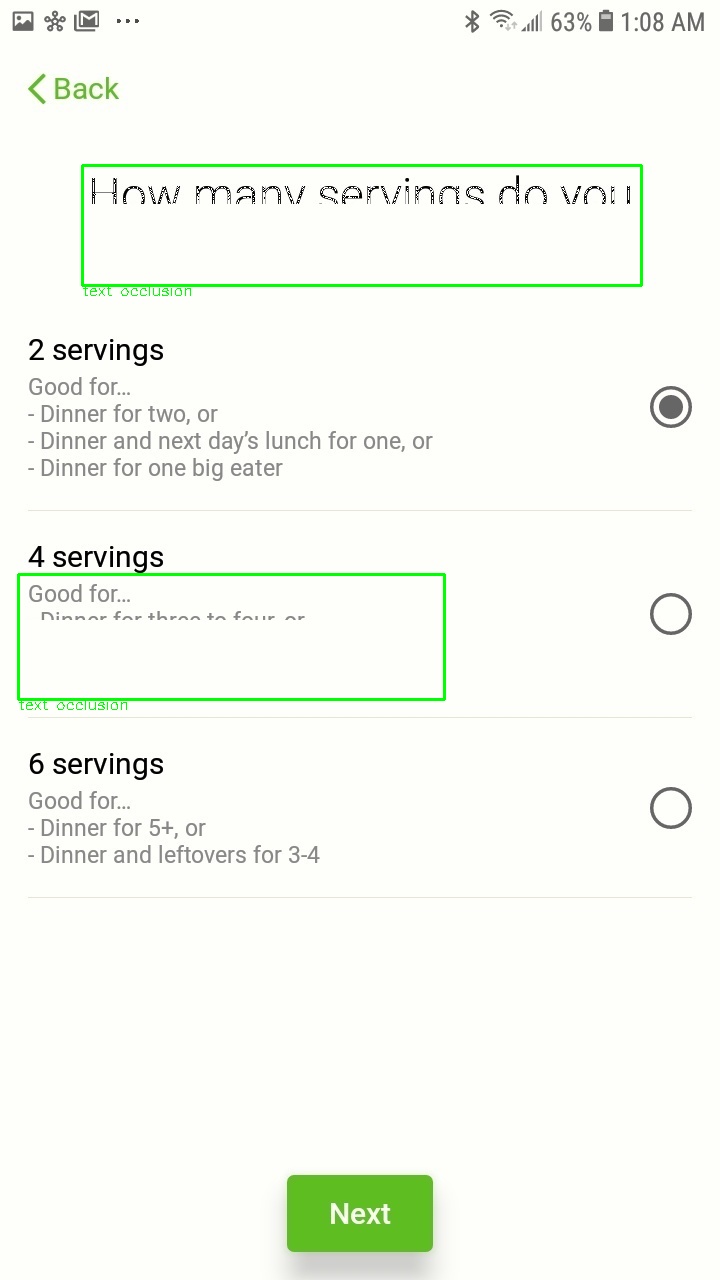 63% 1:08 AM
Back
How many servings do you
text occlusion
2 servings
Good for...
- Dinner for two, or
- Dinner and next day's lunch for one, or
- Dinner for one big eater
4 servings
Good for...
- Dinner for three to four, or
text occlusion
6 servings
Good for...
- Dinner for 5+, or
- Dinner and leftovers for 3-4
Next